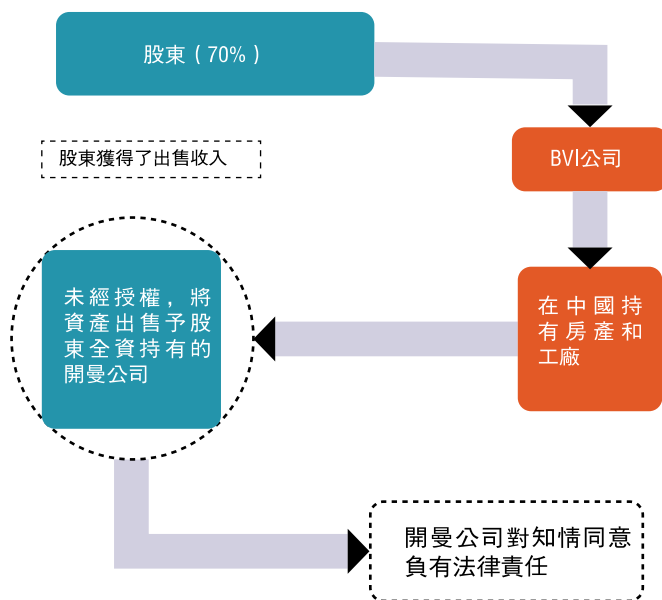 股東（70%）
BVI公司
股東獲得了出售收入
未經授權，將
資產出售予股
東全資持有的
開曼公司
在中國持
有房產和
工廠
開曼公司對知情同意
負有法律責任